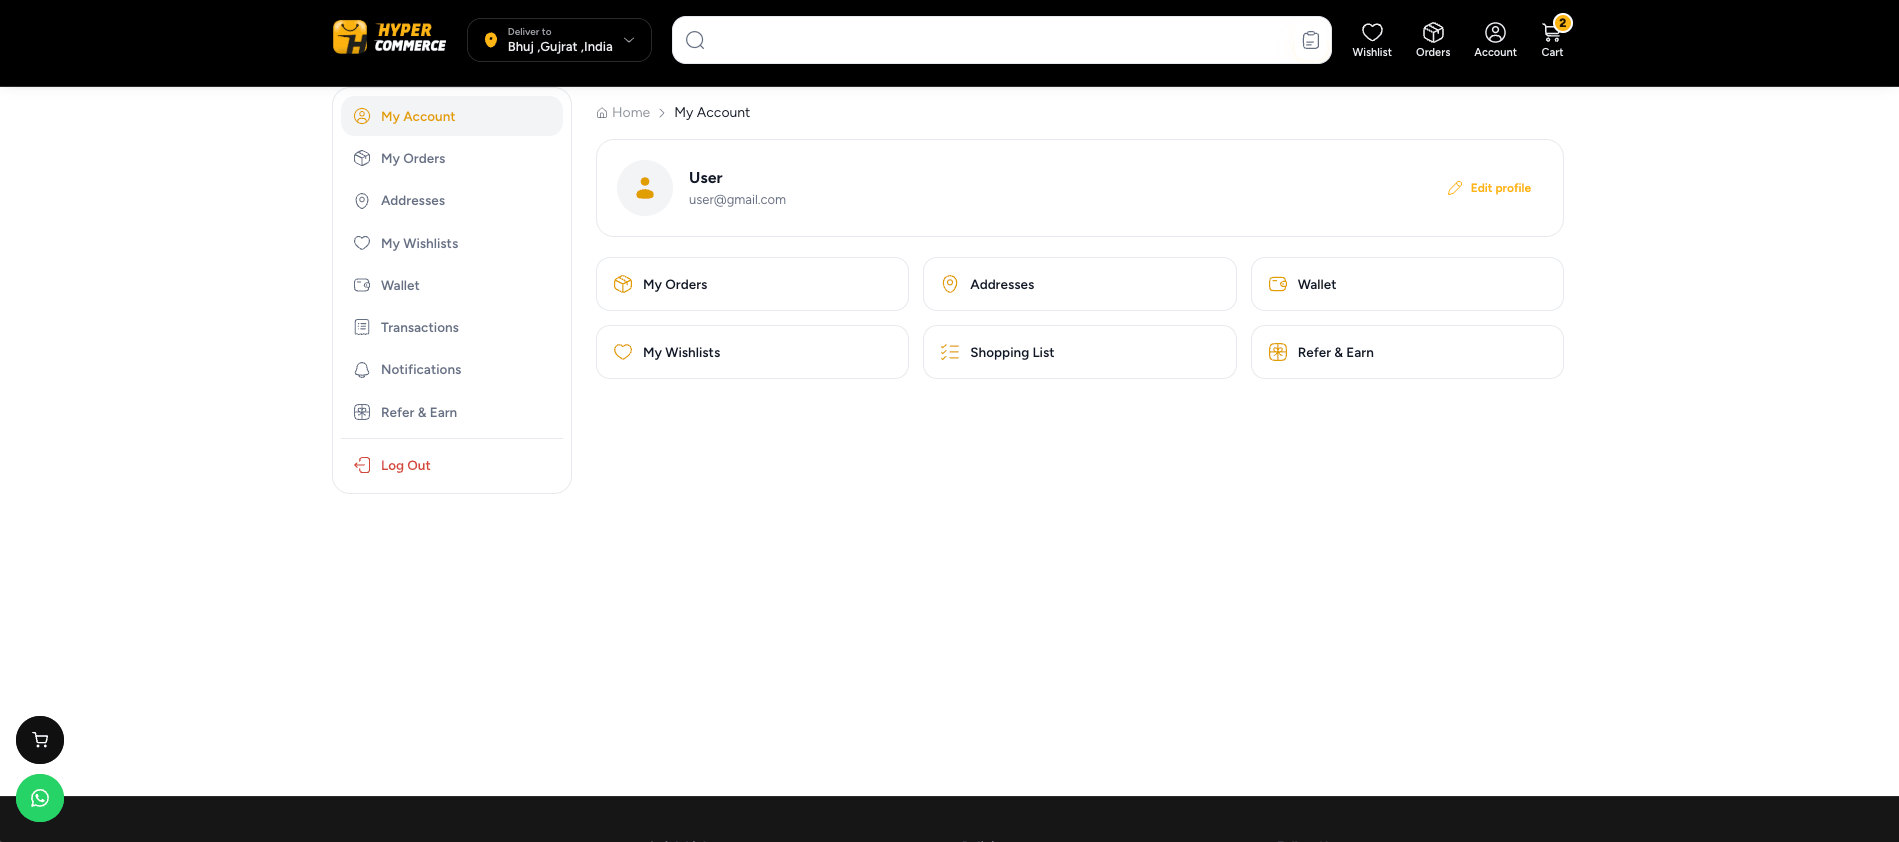 HYPER
COMMERCE
Deliver to
Bhuj ,Gujrat ,India
Wishlist
Orders
Account
2
Cart
My Account
My Orders
Addresses
My Wishlists
Wallet
Transactions
Notifications
Refer & Earn
Log Out
Home > My Account
User
user@gmail.com
Edit profile
My Orders
Addresses
Wallet
My Wishlists
Shopping List
Refer & Earn